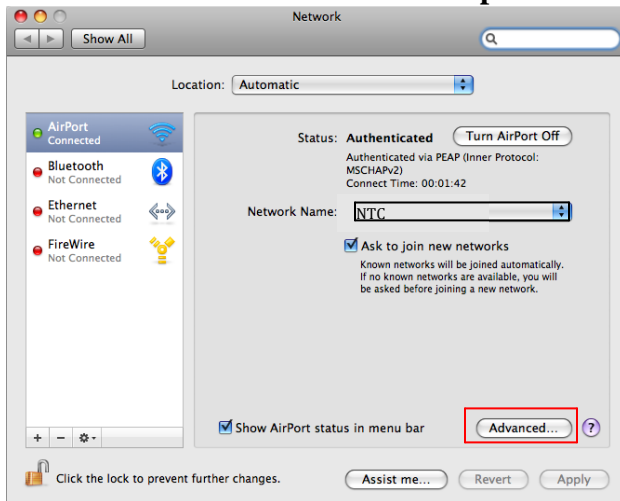 Network
Show All
Location: Automatic
AirPort
Connected
Bluetooth
Not Connected
Ethernet
Not Connected
FireWire
Not Connected
Status: Authenticated Turn AirPort Off
Authenticated via PEAP (Inner Protocol:
MSCHAPv2)
Connect Time: 00:01:42
Network Name: NTC
Ask to join new networks
Known networks will be joined automatically.
If no known networks are available, you will
be asked before joining a new network.
Show AirPort status in menu bar Advanced... ?
+ −
Click the lock to prevent further changes. Assist me... Revert Apply